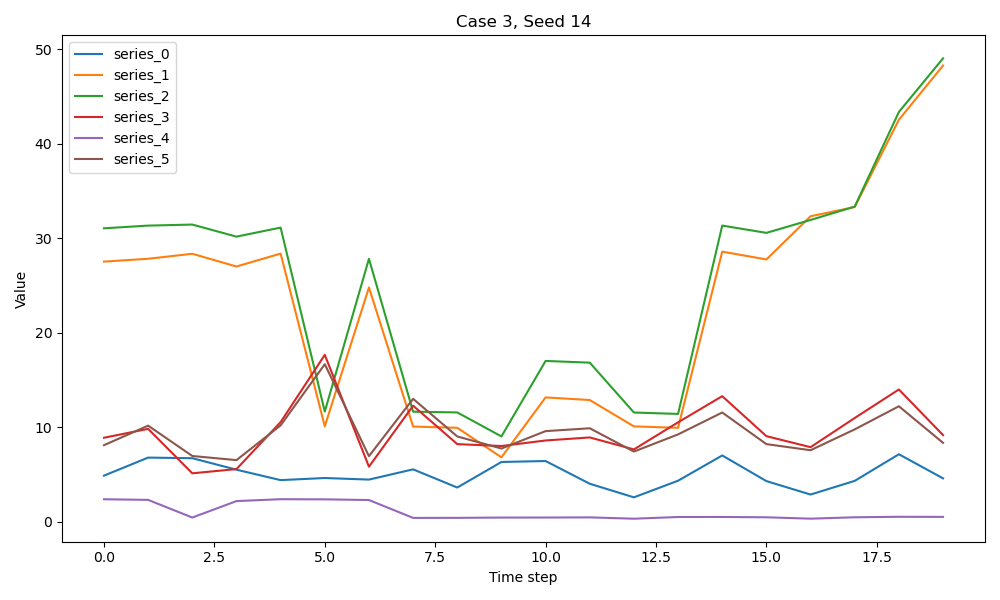 Case 3, Seed 14
series_0
series_1
series_2
series_3
series_4
series_5
50
40
30
20
10
0
Value
0.0 2.5 5.0 7.5 10.0 12.5 15.0 17.5
Time step